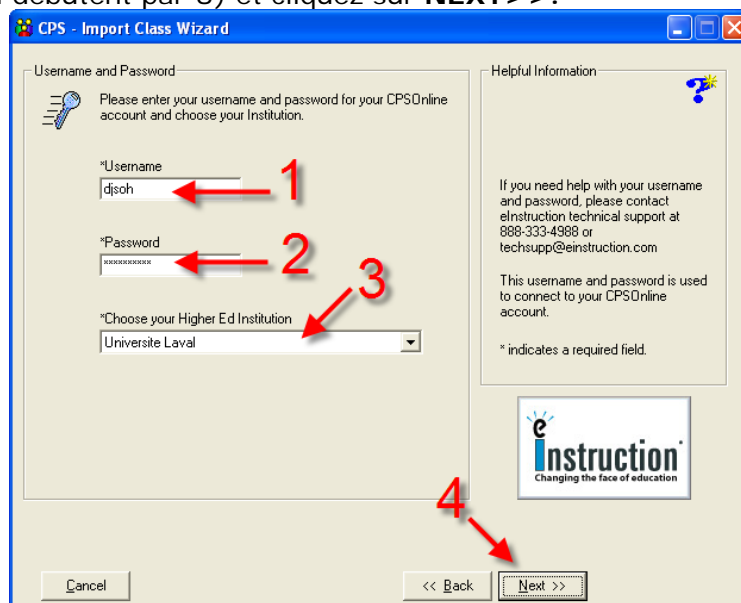 débutent par U) et cliquez sur NEXT>>.
CPS - Import Class Wizard
Username and Password
Please enter your username and password for your CPSOnline
account and choose your Institution.
*Username
djsoh
1
*Password
××××××××××
2
3
*Choose your Higher Ed Institution
Universite Laval
Helpful Information
If you need help with your username
and password, please contact
eInstruction technical support at
888-333-4988 or
techsupp@einstruction.com
This username and password is used
to connect to your CPSOnline
account.
* indicates a required field.
eInstruction
Changing the face of education
4
Cancel
<< Back
Next >>